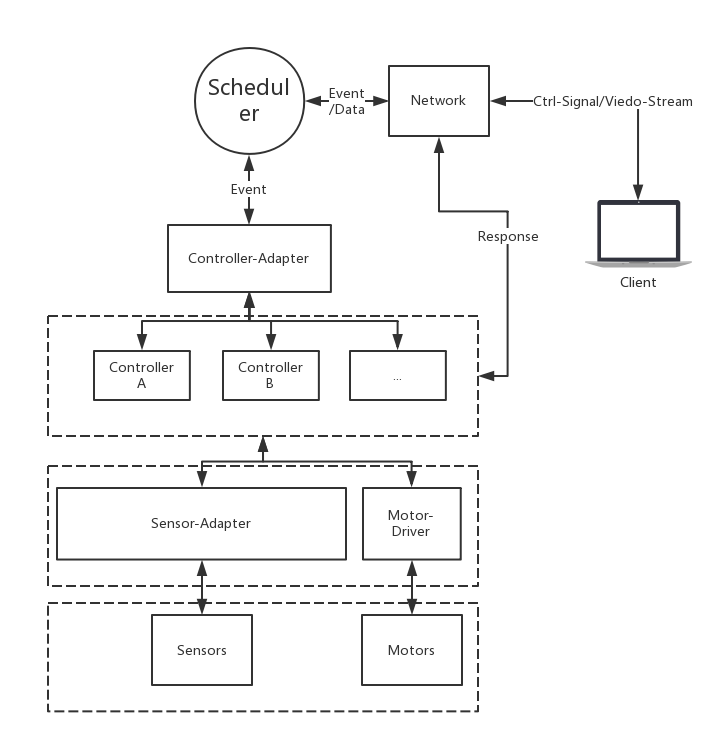 Schedul
er
Event
/Data
Network
Ctrl-Signal/Viedo-Stream
Event
Response
Controller-Adapter
Client
Controller
A
Controller
B
...
Sensor-Adapter
Motor-
Driver
Sensors
Motors